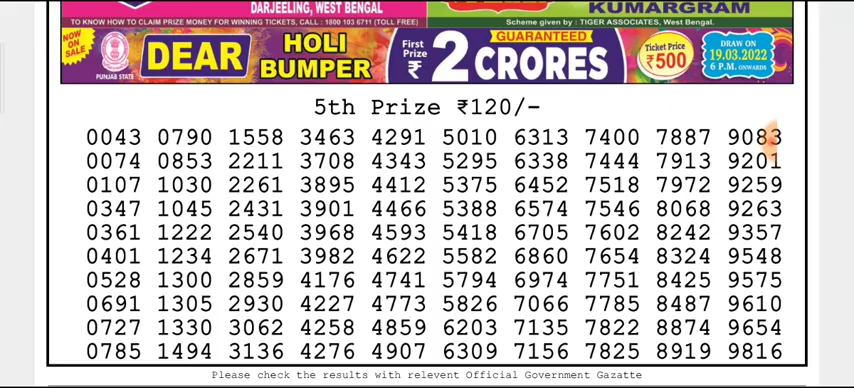 DARJEELING, WEST BENGAL
KUMARGRAM
TO KNOW HOW TO CLAIM PRIZE MONEY FOR WINNING TICKETS, CALL : 1800 103 6711 (TOLL FREE)
Scheme given by : TIGER ASSOCIATES, West Bengal.
NOW ON SALE
PUNJAB STATE
DEAR
HOLI
BUMPER
First Prize ₹
2 CRORES
GUARANTEED
Ticket Price
₹500
DRAW ON
19.03.2022
6 P.M. ONWARDS
5th Prize ₹120/-
0043 0790 1558 3463 4291 5010 6313 7400 7887 9083
0074 0853 2211 3708 4343 5295 6338 7444 7913 9201
0107 1030 2261 3895 4412 5375 6452 7518 7972 9259
0347 1045 2431 3901 4466 5388 6574 7546 8068 9263
0361 1222 2540 3968 4593 5418 6705 7602 8242 9357
0401 1234 2671 3982 4622 5582 6860 7654 8324 9548
0528 1300 2859 4176 4741 5794 6974 7751 8425 9575
0691 1305 2930 4227 4773 5826 7066 7785 8487 9610
0727 1330 3062 4258 4859 6203 7135 7822 8874 9654
0785 1494 3136 4276 4907 6309 7156 7825 8919 9816
Please check the results with relevent Official Government Gazatte